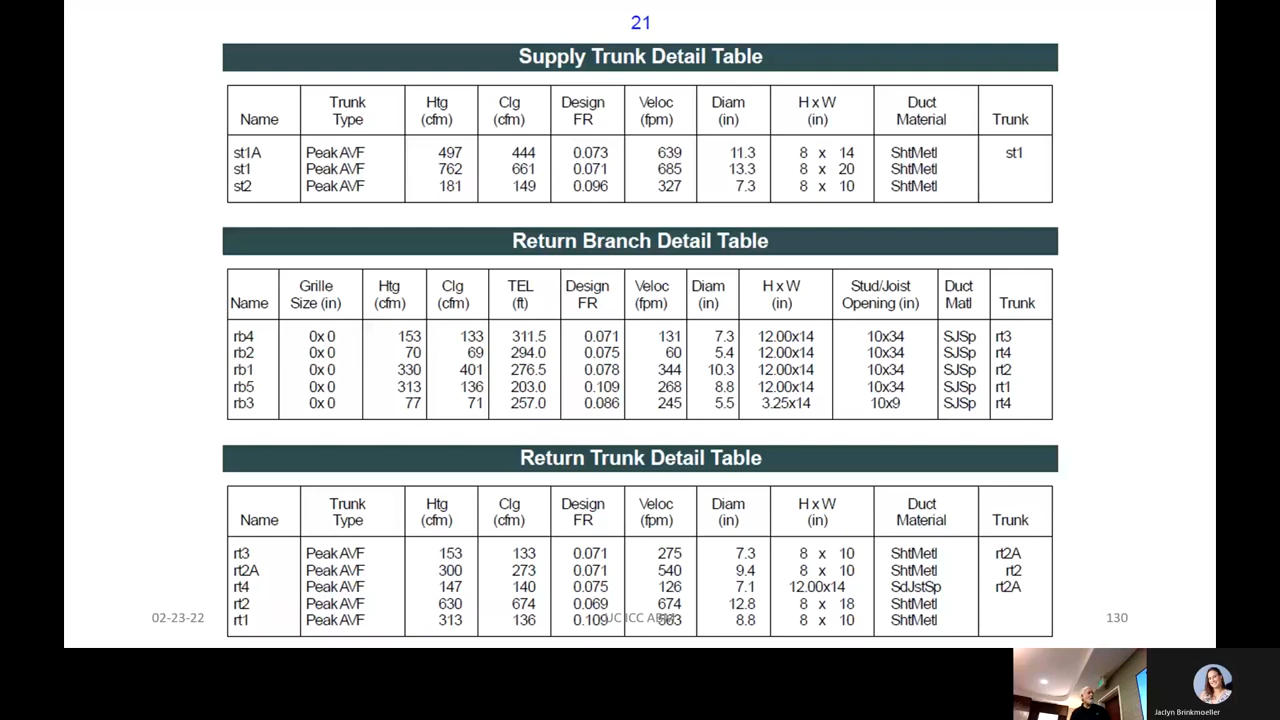 21
Supply Trunk Detail Table
Name Trunk Type Htg (cfm) Clg (cfm) Design FR Veloc (fpm) Diam (in) H x W (in) Duct Material Trunk
st1A Peak AVF 497 444 0.073 639 11.3 8 x 14 ShtMetl st1
st1 Peak AVF 762 661 0.071 685 13.3 8 x 20 ShtMetl
st2 Peak AVF 181 149 0.096 327 7.3 8 x 10 ShtMetl
Return Branch Detail Table
Name Grille Size (in) Htg (cfm) Clg (cfm) TEL (ft) Design FR Veloc (fpm) Diam (in) H x W (in) Stud/Joist Opening (in) Duct Matl Trunk
rb4 0x 0 153 133 311.5 0.071 131 7.3 12.00x14 10x34 SJSp rt3
rb2 0x 0 70 69 294.0 0.075 60 5.4 12.00x14 10x34 SJSp rt4
rb1 0x 0 330 401 276.5 0.078 344 10.3 12.00x14 10x34 SJSp rt2
rb5 0x 0 313 136 203.0 0.109 268 8.8 12.00x14 10x34 SJSp rt1
rb3 0x 0 77 71 257.0 0.086 245 5.5 3.25x14 10x9 SJSp rt4
Return Trunk Detail Table
Name Trunk Type Htg (cfm) Clg (cfm) Design FR Veloc (fpm) Diam (in) H x W (in) Duct Material Trunk
rt3 Peak AVF 153 133 0.071 275 7.3 8 x 10 ShtMetl rt2A
rt2A Peak AVF 300 273 0.071 540 9.4 8 x 10 ShtMetl rt2
rt4 Peak AVF 147 140 0.075 126 7.1 12.00x14 SdJstSp rt2A
rt2 Peak AVF 630 674 0.069 674 12.8 8 x 18 ShtMetl
rt1 Peak AVF 313 136 0.109 8.8 8 x 10 ShtMetl
02-23-22 ICC 130
Jaclyn Brinkmoeller